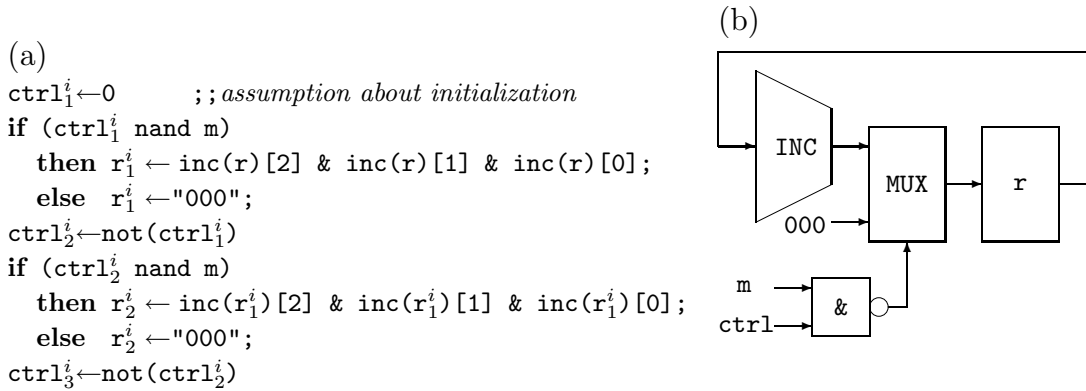 (a)
ctrl₁ⁱ←0 ;;assumption about initialization
if (ctrl₁ⁱ nand m)
then r₁ⁱ ← inc(r)[2] & inc(r)[1] & inc(r)[0];
else r₁ⁱ ←"000";
ctrl₂ⁱ←not(ctrl₁ⁱ)
if (ctrl₂ⁱ nand m)
then r₂ⁱ ← inc(r₁ⁱ)[2] & inc(r₁ⁱ)[1] & inc(r₁ⁱ)[0];
else r₂ⁱ ←"000";
ctrl₃ⁱ←not(ctrl₂ⁱ)
(b)
INC
MUX
r
000
m
ctrl
&